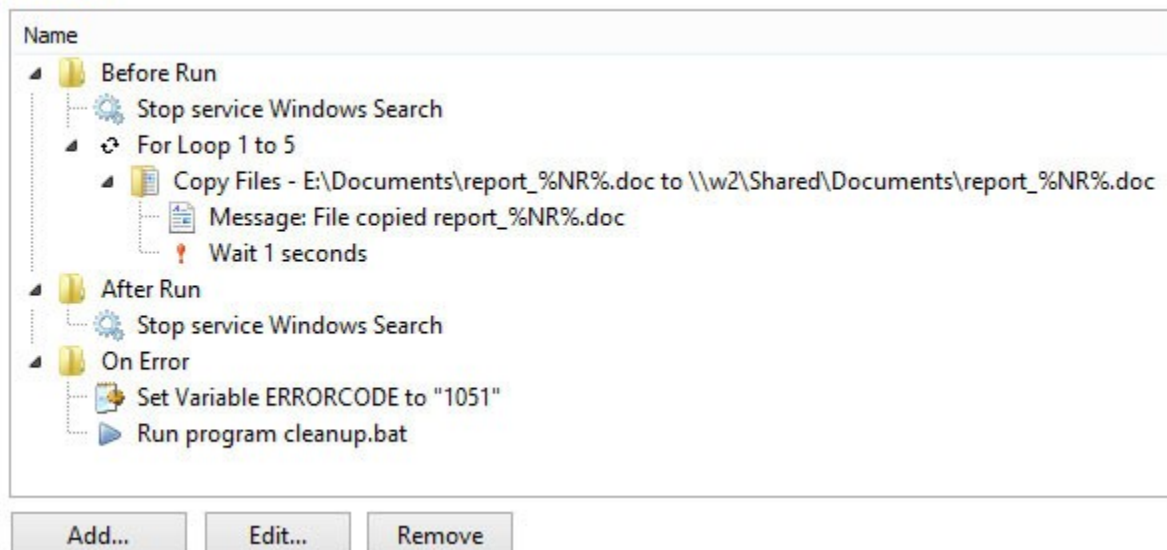 Name
Before Run
Stop service Windows Search
For Loop 1 to 5
Copy Files - E:\Documents\report_%NR%.doc to \\w2\Shared\Documents\report_%NR%.doc
Message: File copied report_%NR%.doc
Wait 1 seconds
After Run
Stop service Windows Search
On Error
Set Variable ERRORCODE to "1051"
Run program cleanup.bat
Add... Edit... Remove